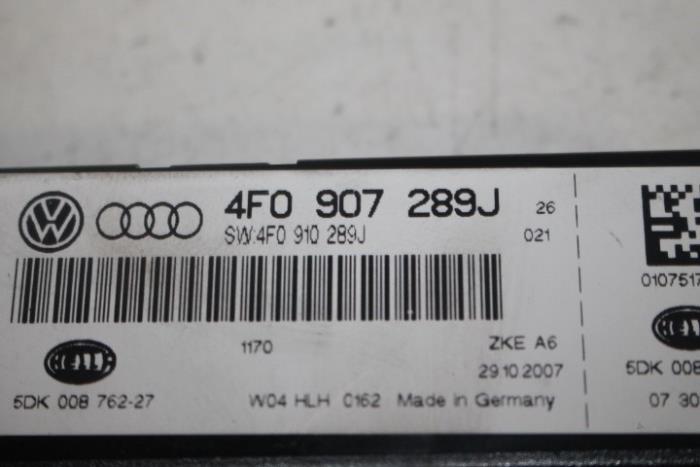 4F0 907 289J 26
SW:4F0 910 289J 021
1170 ZKE A6
HELLA 29.10.2007
5DK 008 762-27 W04 HLH 0162 Made in Germany
0107517
5DK 008
07 30